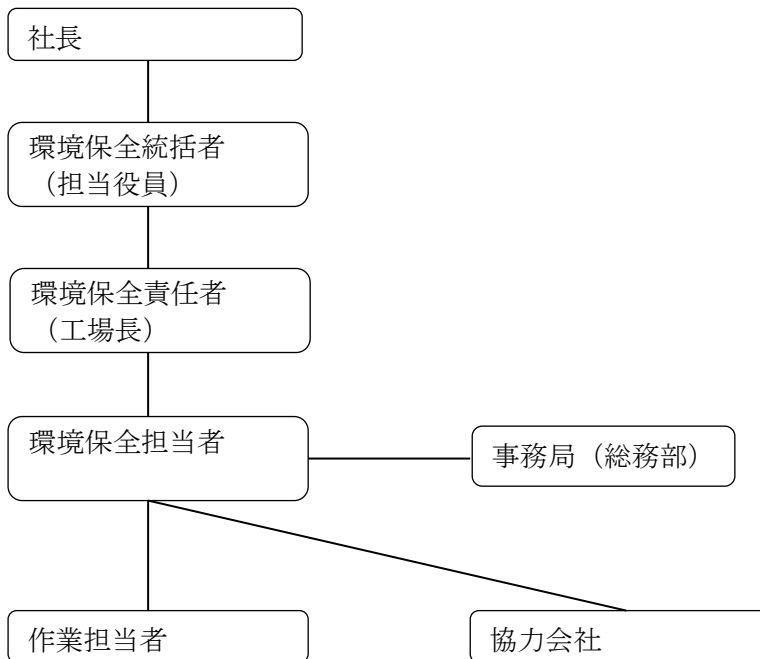 社長
環境保全統括者
（担当役員）
環境保全責任者
（工場長）
環境保全担当者
事務局（総務部）
作業担当者
協力会社